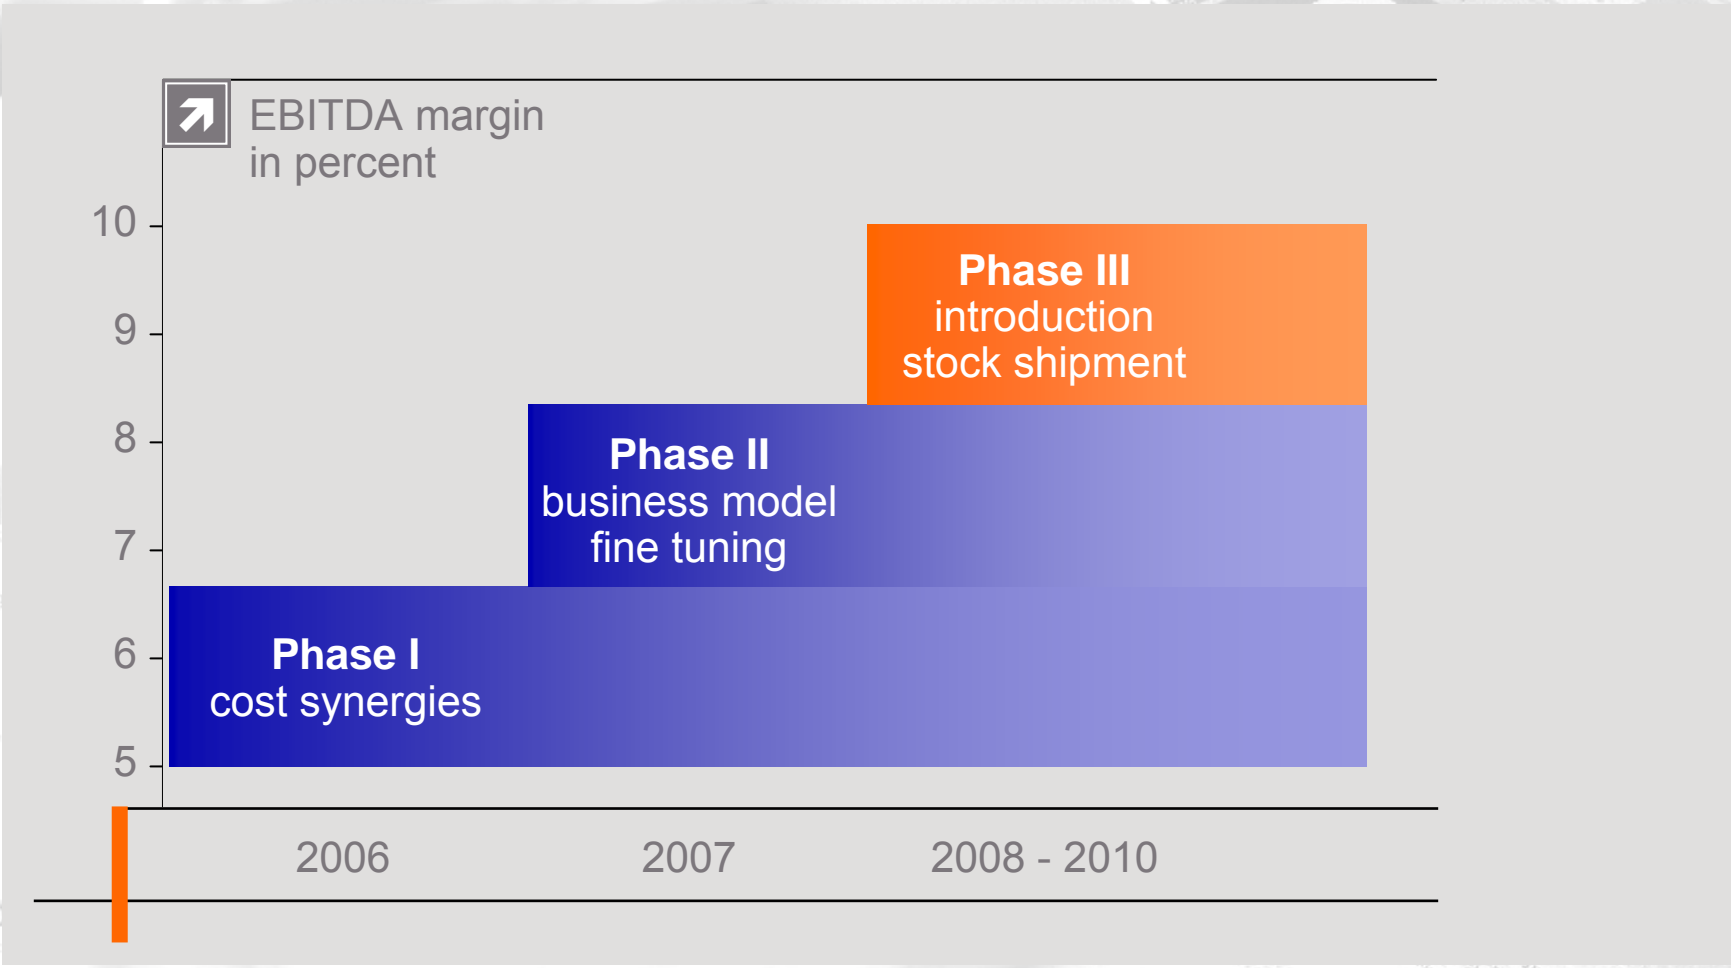 EBITDA margin
in percent
10
9
8
7
6
5
Phase III
introduction
stock shipment
Phase II
business model
fine tuning
Phase I
cost synergies
2006
2007
2008 - 2010